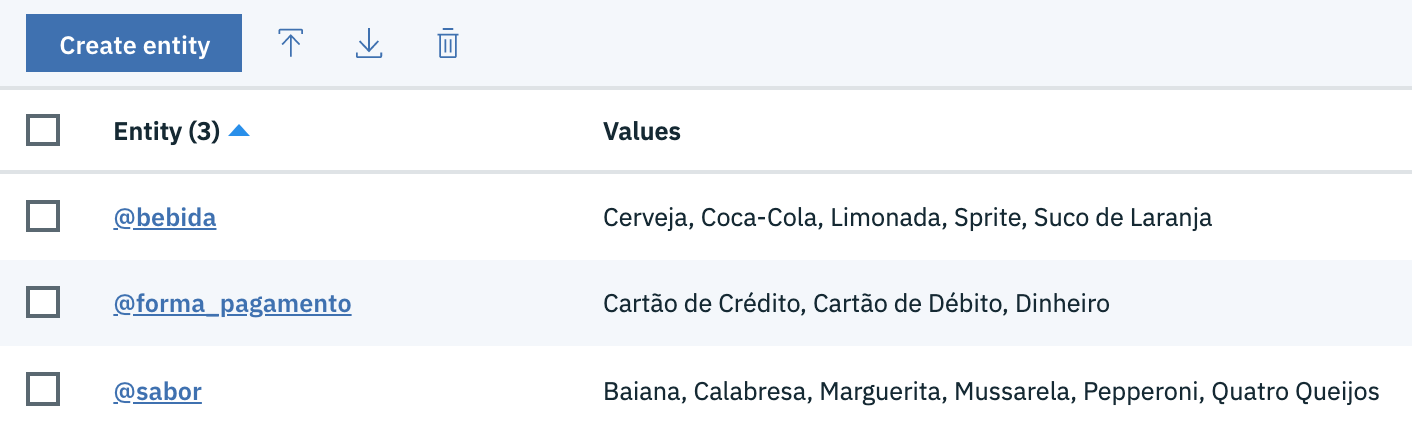 Create entity
Entity (3) Values
@bebida Cerveja, Coca-Cola, Limonada, Sprite, Suco de Laranja
@forma_pagamento Cartão de Crédito, Cartão de Débito, Dinheiro
@sabor Baiana, Calabresa, Marguerita, Mussarela, Pepperoni, Quatro Queijos